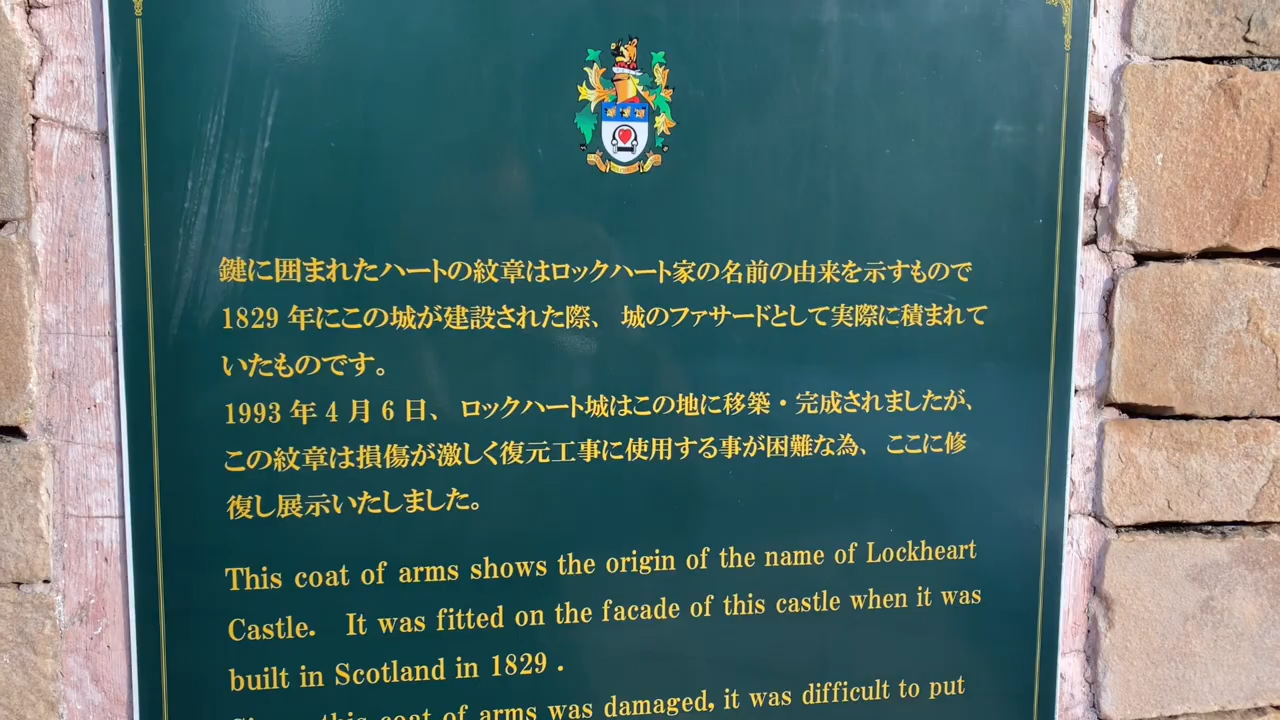 鍵に囲まれたハートの紋章はロックハート家の名前の由来を示すもので
1829 年にこの城が建設された際、 城のファサードとして実際に積まれて
いたものです。
1993 年 4 月 6 日、 ロックハート城はこの地に移築・完成されましたが、
この紋章は損傷が激しく復元工事に使用する事が困難な為、 ここに修
復し展示いたしました。
This coat of arms shows the origin of the name of Lockheart
Castle. It was fitted on the facade of this castle when it was
built in Scotland in 1829 .
this coat of arms was damaged, it was difficult to put